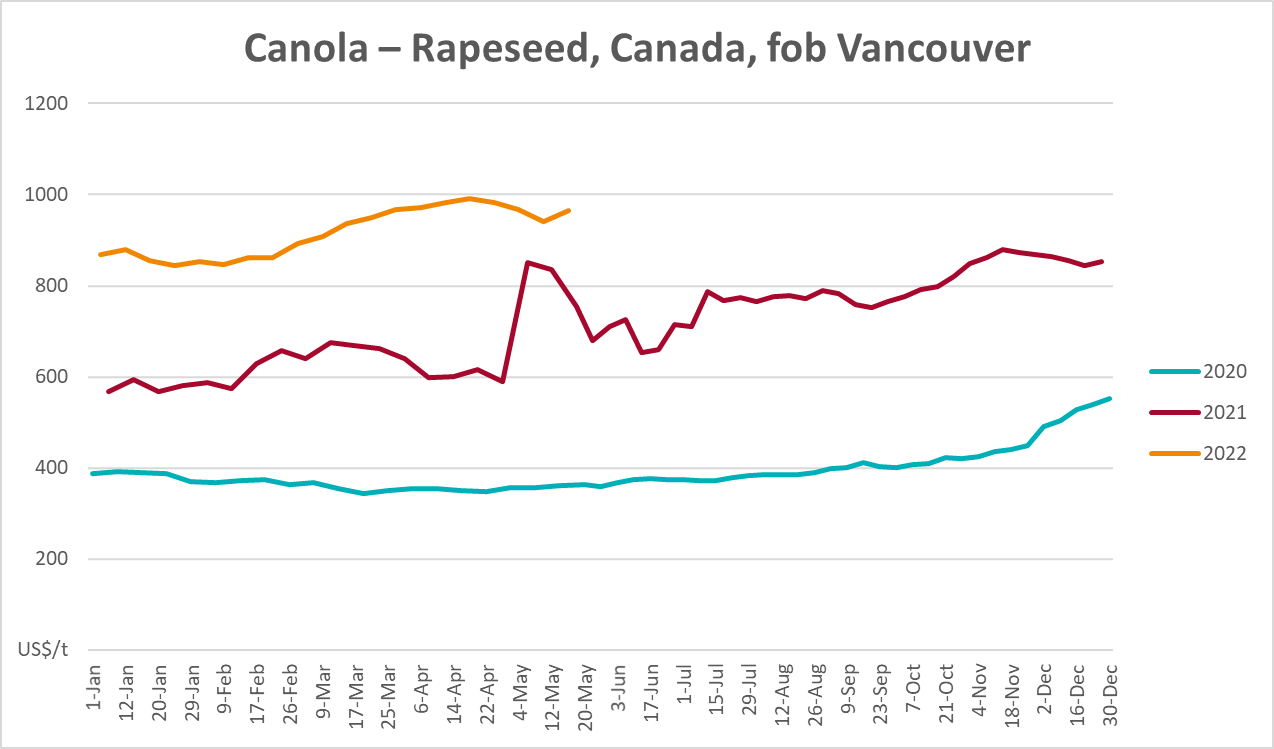 Canola – Rapeseed, Canada, fob Vancouver
1200
1000
800
600
400
200
US$/t
1-Jan
12-Jan
20-Jan
29-Jan
9-Feb
17-Feb
26-Feb
9-Mar
17-Mar
25-Mar
6-Apr
14-Apr
22-Apr
4-May
12-May
20-May
3-Jun
17-Jun
1-Jul
15-Jul
29-Jul
12-Aug
26-Aug
9-Sep
23-Sep
7-Oct
21-Oct
4-Nov
18-Nov
2-Dec
16-Dec
30-Dec
2020
2021
2022